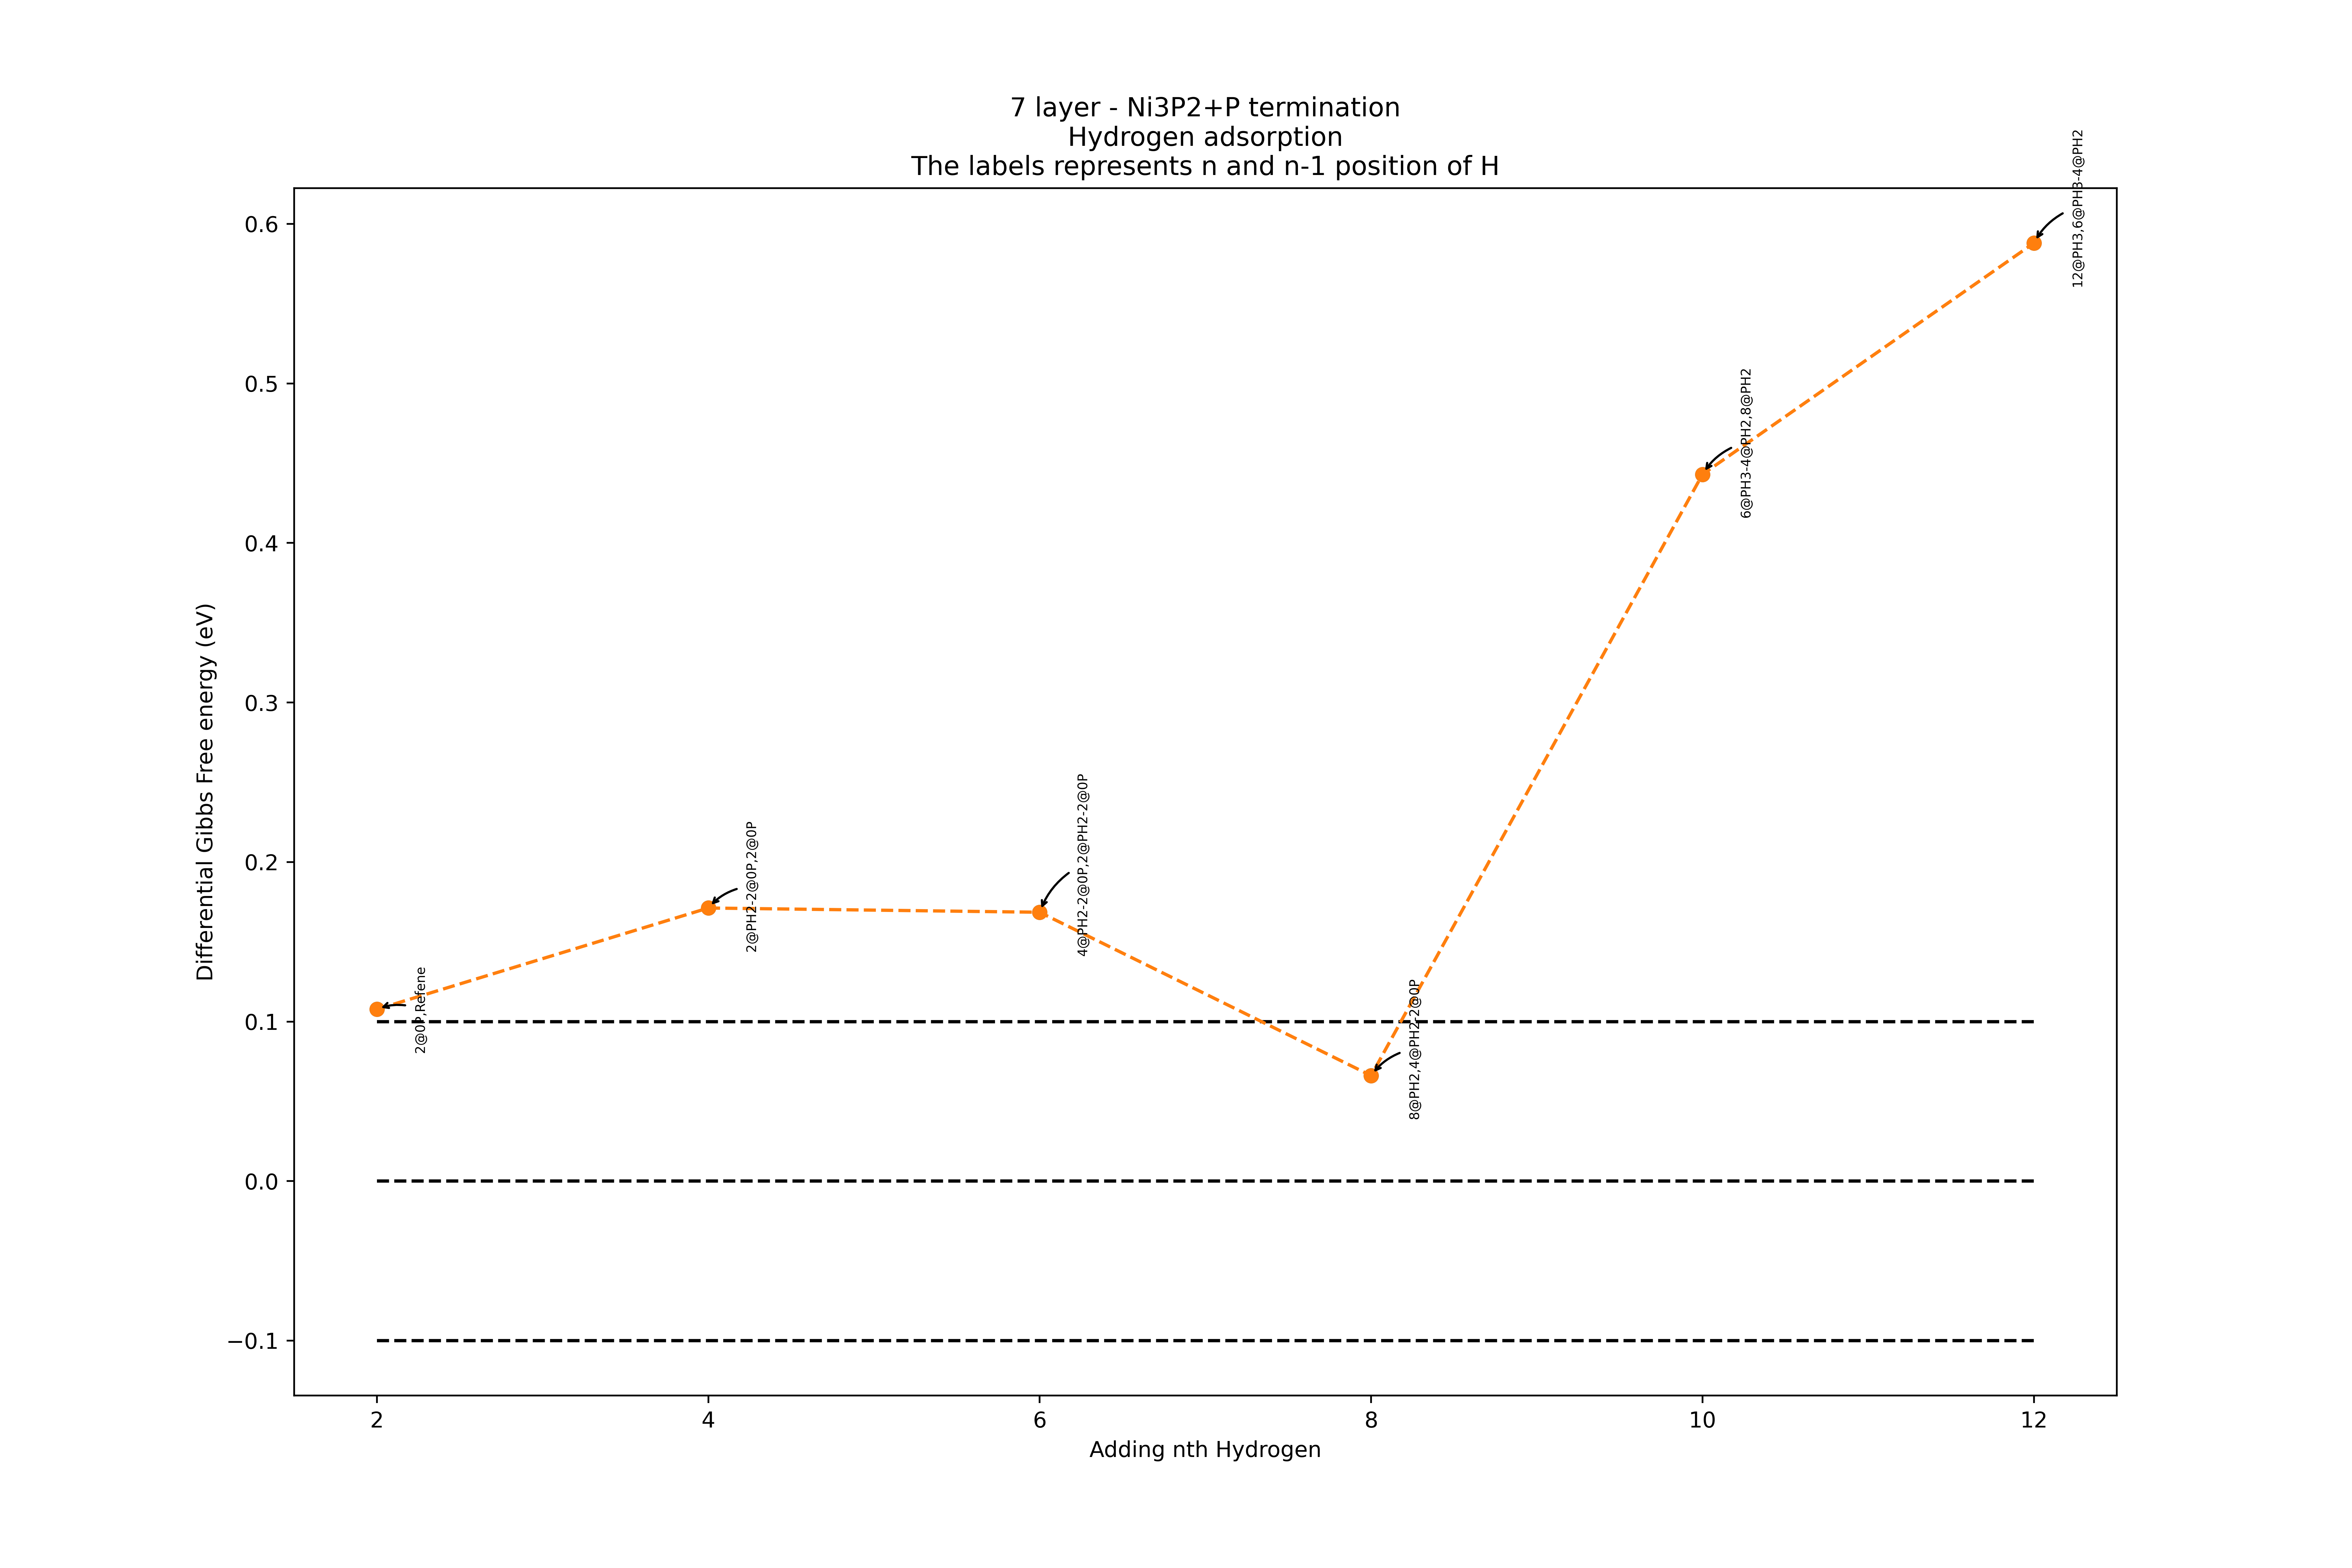 7 layer - Ni3P2+P termination
Hydrogen adsorption
The labels represents n and n-1 position of H
Differential Gibbs Free energy (eV)
0.6
0.5
0.4
0.3
0.2
0.1
0.0
−0.1
2@0P,Refene
2@PH2-2@0P,2@0P
4@PH2-2@0P,2@PH2-2@0P
8@PH2,4@PH2-2@0P
6@PH3-4@PH2,8@PH2
12@PH3,6@PH3-4@PH2
2
4
6
8
10
12
Adding nth Hydrogen